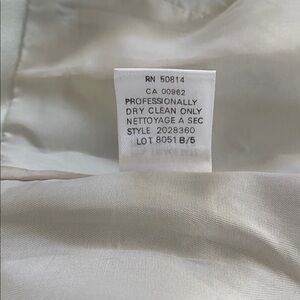 RN 50814
CA 00962
PROFESSIONALLY
DRY CLEAN ONLY
NETTOYAGE A SEC
STYLE 2028360
LOT 8051 B/5